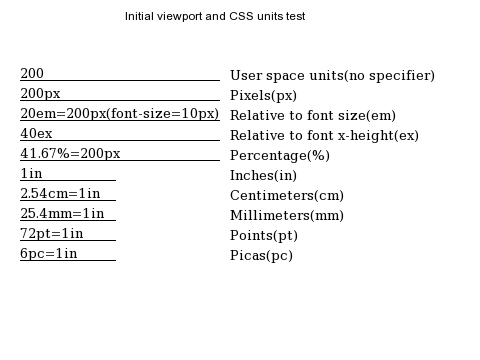 Initial viewport and CSS units test
200 User space units(no specifier)
200px Pixels(px)
20em=200px(font-size=10px) Relative to font size(em)
40ex Relative to font x-height(ex)
41.67%=200px Percentage(%)
1in Inches(in)
2.54cm=1in Centimeters(cm)
25.4mm=1in Millimeters(mm)
72pt=1in Points(pt)
6pc=1in Picas(pc)